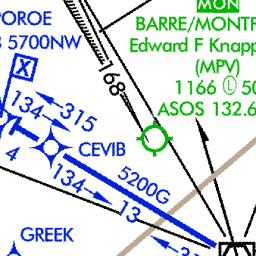 MON
BARRE/MONTP
Edward F Knapp
(MPV)
1166 Ⓛ 50
ASOS 132.6
POROE
5700NW
X
168
134
315
4
CEVIB
5200G
134
13
GREEK